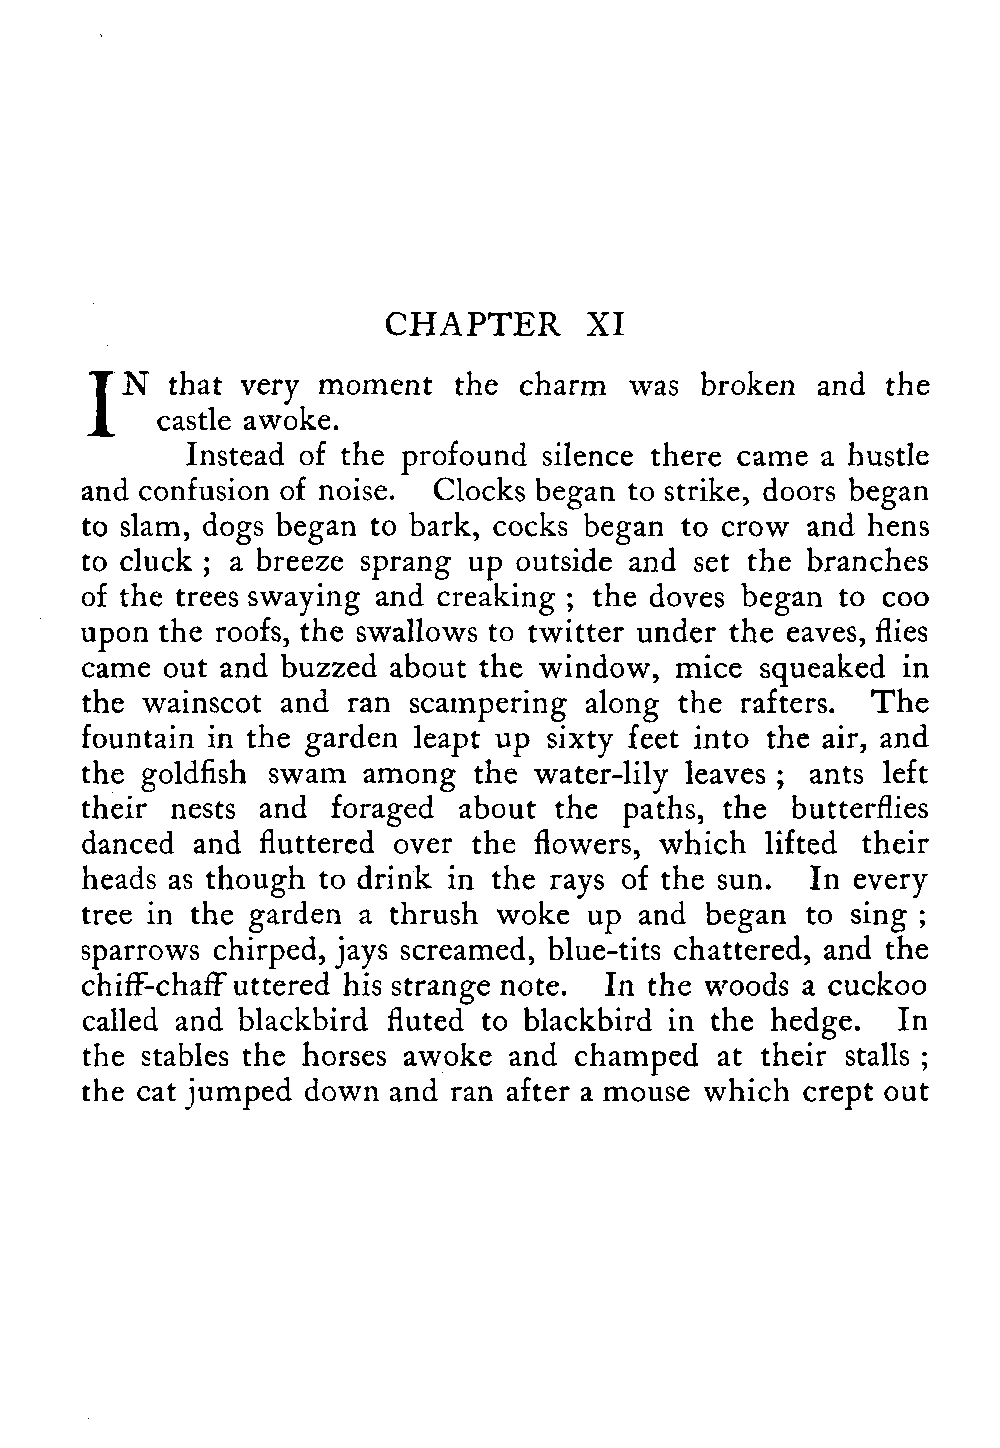 CHAPTER XI
IN that very moment the charm was broken and the
castle awoke.
Instead of the profound silence there came a hustle
and confusion of noise. Clocks began to strike, doors began
to slam, dogs began to bark, cocks began to crow and hens
to cluck ; a breeze sprang up outside and set the branches
of the trees swaying and creaking ; the doves began to coo
upon the roofs, the swallows to twitter under the eaves, flies
came out and buzzed about the window, mice squeaked in
the wainscot and ran scampering along the rafters. The
fountain in the garden leapt up sixty feet into the air, and
the goldfish swam among the water-lily leaves ; ants left
their nests and foraged about the paths, the butterflies
danced and fluttered over the flowers, which lifted their
heads as though to drink in the rays of the sun. In every
tree in the garden a thrush woke up and began to sing ;
sparrows chirped, jays screamed, blue-tits chattered, and the
chiff-chaff uttered his strange note. In the woods a cuckoo
called and blackbird fluted to blackbird in the hedge. In
the stables the horses awoke and champed at their stalls ;
the cat jumped down and ran after a mouse which crept out